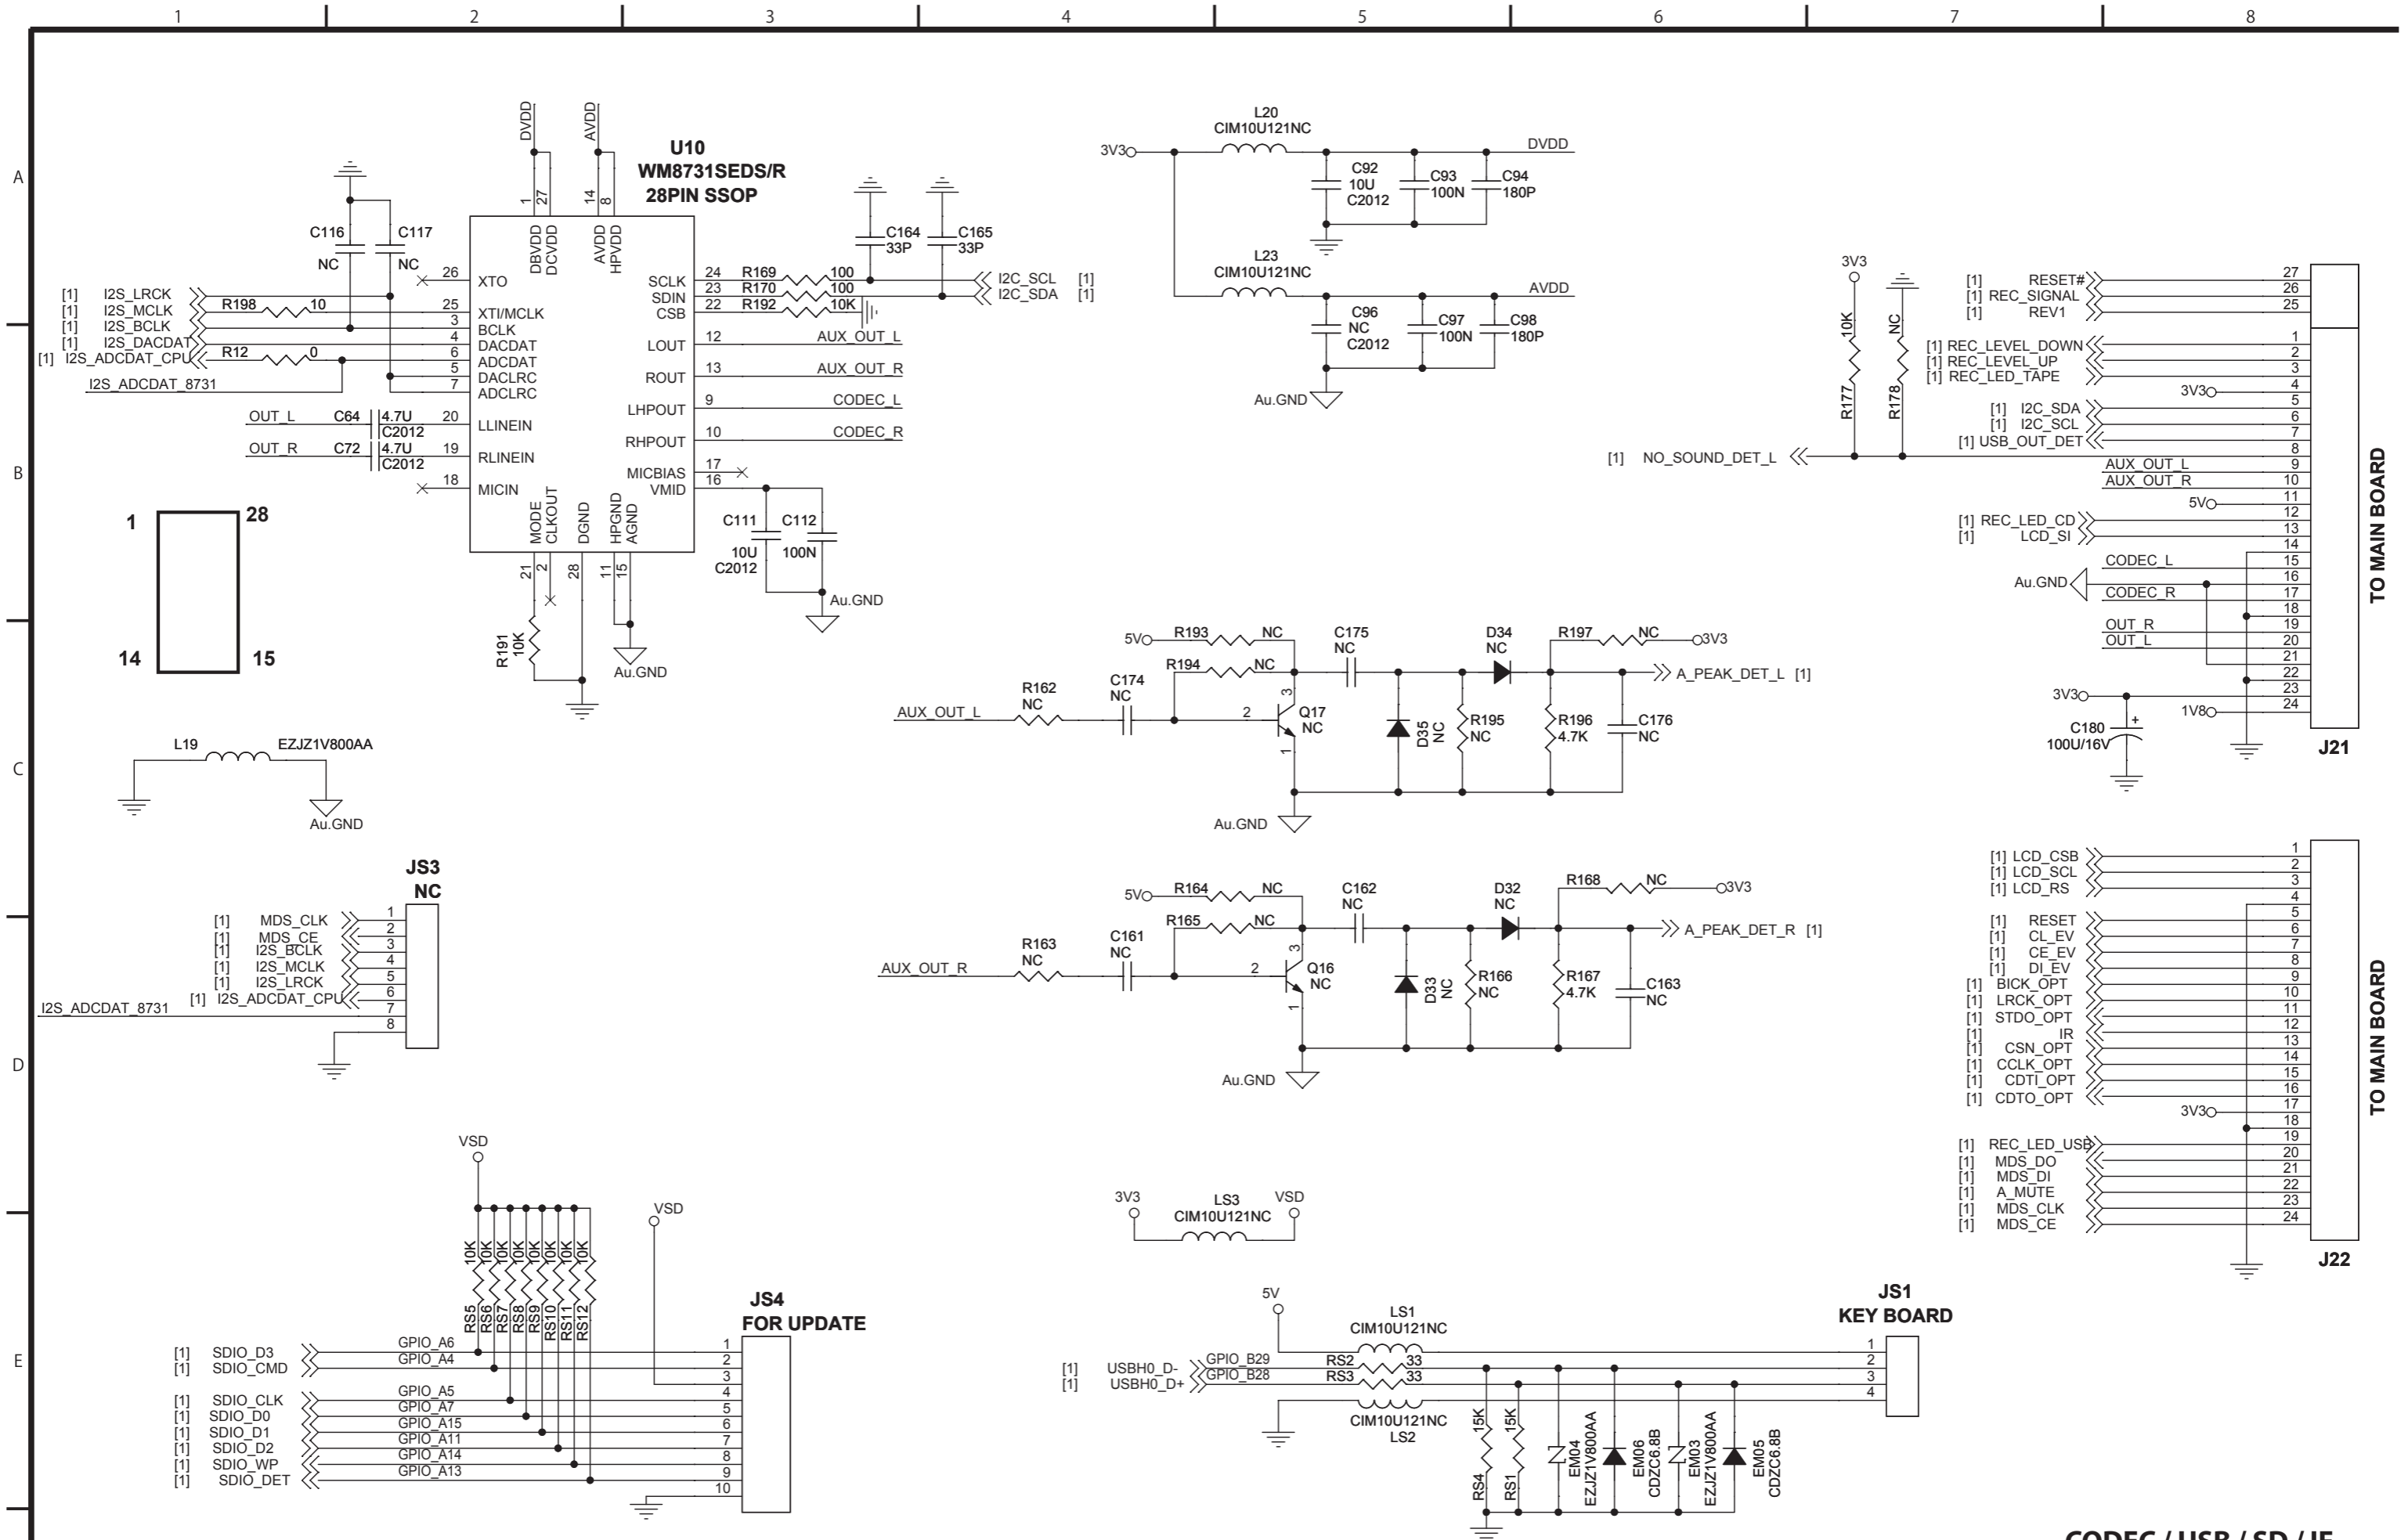 1 2 3 4 5 6 7 8
A
B
C
D
E
U10
WM8731SEDS/R
28PIN SSOP
DVDD
AVDD
1
27
14
8
DBVDD
DCVDD
AVDD
HPVDD
C116
NC
C117
NC
[1] I2S_LRCK
[1] I2S_MCLK R198 10
[1] I2S_BCLK
[1] I2S_DACDAT
[1] I2S_ADCDAT_CPU R12 0
I2S_ADCDAT_8731
OUT_L C64 4.7U
C2012
OUT_R C72 4.7U
C2012
26 XTO
25 XTI/MCLK
3 BCLK
4 DACDAT
6 ADCDAT
5 DACLRC
7 ADCLRC
20 LLINEIN
19 RLINEIN
18 MICIN
SCLK 24 R169 100
SDIN 23 R170 100
CSB 22 R192 10K
LOUT 12 AUX_OUT_L
ROUT 13 AUX_OUT_R
LHPOUT 9 CODEC_L
RHPOUT 10 CODEC_R
MICBIAS 17
VMID 16
C164
33P
C165
33P
I2C_SCL [1]
I2C_SDA [1]
MODE
CLKOUT
DGND
HPGND
AGND
21
2
28
11
15
R191
10K
Au.GND
C111
10U
C2012
C112
100N
Au.GND
1 28
14 15
L19 EZJZ1V800AA
Au.GND
L20
CIM10U121NC
3V3
DVDD
C92
10U
C2012
C93
100N
C94
180P
L23
CIM10U121NC
AVDD
C96
NC
C2012
C97
100N
C98
180P
Au.GND
3V3
R177 10K
R178 NC
[1] NO_SOUND_DET_L
[1] RESET# 27
[1] REC_SIGNAL 26
[1] REV1 25
[1] REC_LEVEL_DOWN 1
[1] REC_LEVEL_UP 2
[1] REC_LED_TAPE 3
3V3 4
[1] I2C_SDA 5
[1] I2C_SCL 6
[1] USB_OUT_DET 7
8
AUX_OUT_L 9
AUX_OUT_R 10
5V 11
[1] REC_LED_CD 12
[1] LCD_SI 13
14
CODEC_L 15
Au.GND 16
CODEC_R 17
18
OUT_R 19
OUT_L 20
21
22
3V3 23
1V8 24
C180
100U/16V
+
J21
TO MAIN BOARD
AUX_OUT_L
R162
NC
C174
NC
5V R193 NC
R194 NC
2
3
1
Q17
NC
C175
NC
D35
NC
R195
NC
D34
NC
R197 NC 3V3
R196
4.7K
C176
NC
A_PEAK_DET_L [1]
Au.GND
AUX_OUT_R
R163
NC
C161
NC
5V R164 NC
R165 NC
2
3
1
Q16
NC
C162
NC
D33
NC
R166
NC
D32
NC
R168 NC 3V3
R167
4.7K
C163
NC
A_PEAK_DET_R [1]
Au.GND
JS3
NC
[1] MDS_CLK 1
[1] MDS_CE 2
[1] I2S_BCLK 3
[1] I2S_MCLK 4
[1] I2S_LRCK 5
[1] I2S_ADCDAT_CPU 6
I2S_ADCDAT_8731 7
8
[1] LCD_CSB 1
[1] LCD_SCL 2
[1] LCD_RS 3
4
[1] RESET 5
[1] CL_EV 6
[1] CE_EV 7
[1] DI_EV 8
[1] BICK_OPT 9
[1] LRCK_OPT 10
[1] STDO_OPT 11
[1] IR 12
[1] CSN_OPT 13
[1] CCLK_OPT 14
[1] CDTI_OPT 15
[1] CDTO_OPT 16
3V3 17
18
[1] REC_LED_USB 19
[1] MDS_DO 20
[1] MDS_DI 21
[1] A_MUTE 22
[1] MDS_CLK 23
[1] MDS_CE 24
J22
TO MAIN BOARD
VSD
VSD
RS5 10K
RS6 10K
RS7 10K
RS8 10K
RS9 10K
RS10 10K
RS11 10K
RS12 10K
JS4
FOR UPDATE
[1] SDIO_D3 GPIO_A6 1
[1] SDIO_CMD GPIO_A4 2
3
[1] SDIO_CLK GPIO_A5 4
[1] SDIO_D0 GPIO_A7 5
[1] SDIO_D1 GPIO_A15 6
[1] SDIO_D2 GPIO_A11 7
[1] SDIO_WP GPIO_A14 8
[1] SDIO_DET GPIO_A13 9
10
3V3 LS3 VSD
CIM10U121NC
5V
LS1
CIM10U121NC
JS1
KEY BOARD
1
[1] USBH0_D- GPIO_B29 RS2 33 2
[1] USBH0_D+ GPIO_B28 RS3 33 3
4
CIM10U121NC
LS2
RS4 15K
RS1 15K
EM04
EZJZ1V800AA
EM06
CDZC6.8B
EM03
EZJZ1V800AA
EM05
CDZC6.8B
CODEC / USB / SD / IF